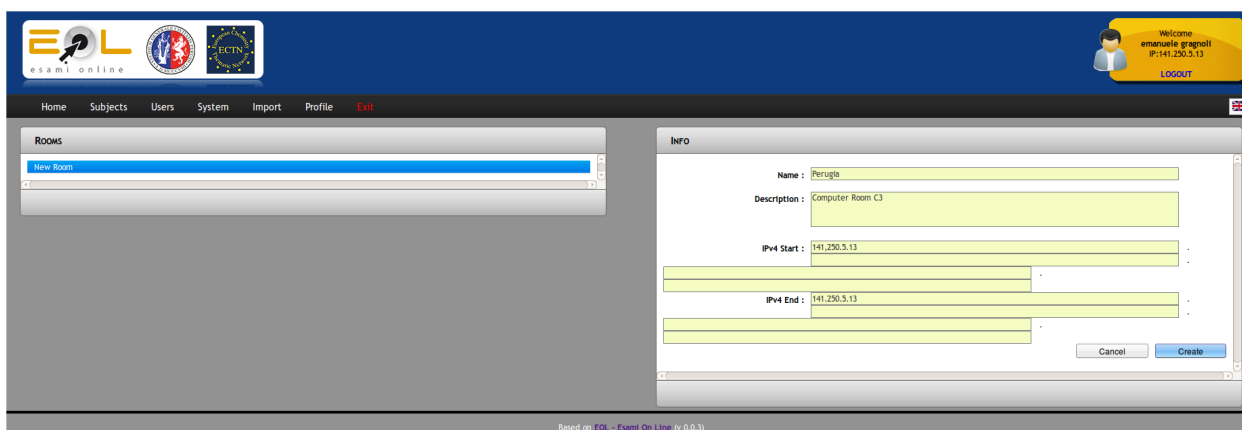 EOL
esami online
ECTN
Welcome
emanuele gragnoli
IP:141.250.5.13
LOGOUT
Home Subjects Users System Import Profile Exit
Rooms
New Room
Info
Name : Perugia
Description : Computer Room C3
IPv4 Start : 141,250.5.13 .
.
.
IPv4 End : 141.250.5.13 .
.
.
Cancel Create
Based on EOL - Esami On Line (v 0.0.3)